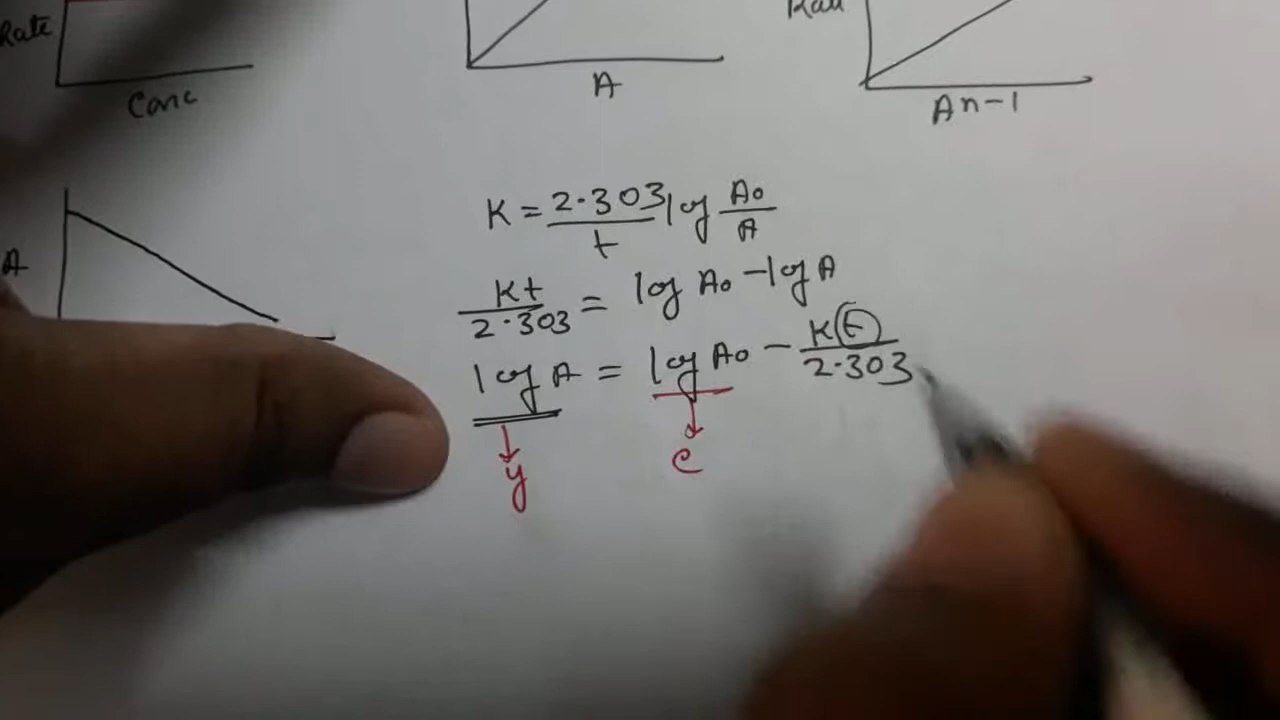 Rate
Conc
A
Rate
An-1
A
K = 2.303/t log A₀/A
Kt/2.303 = log A₀ - log A
log A = log A₀ - K(t)/2.303
y
c